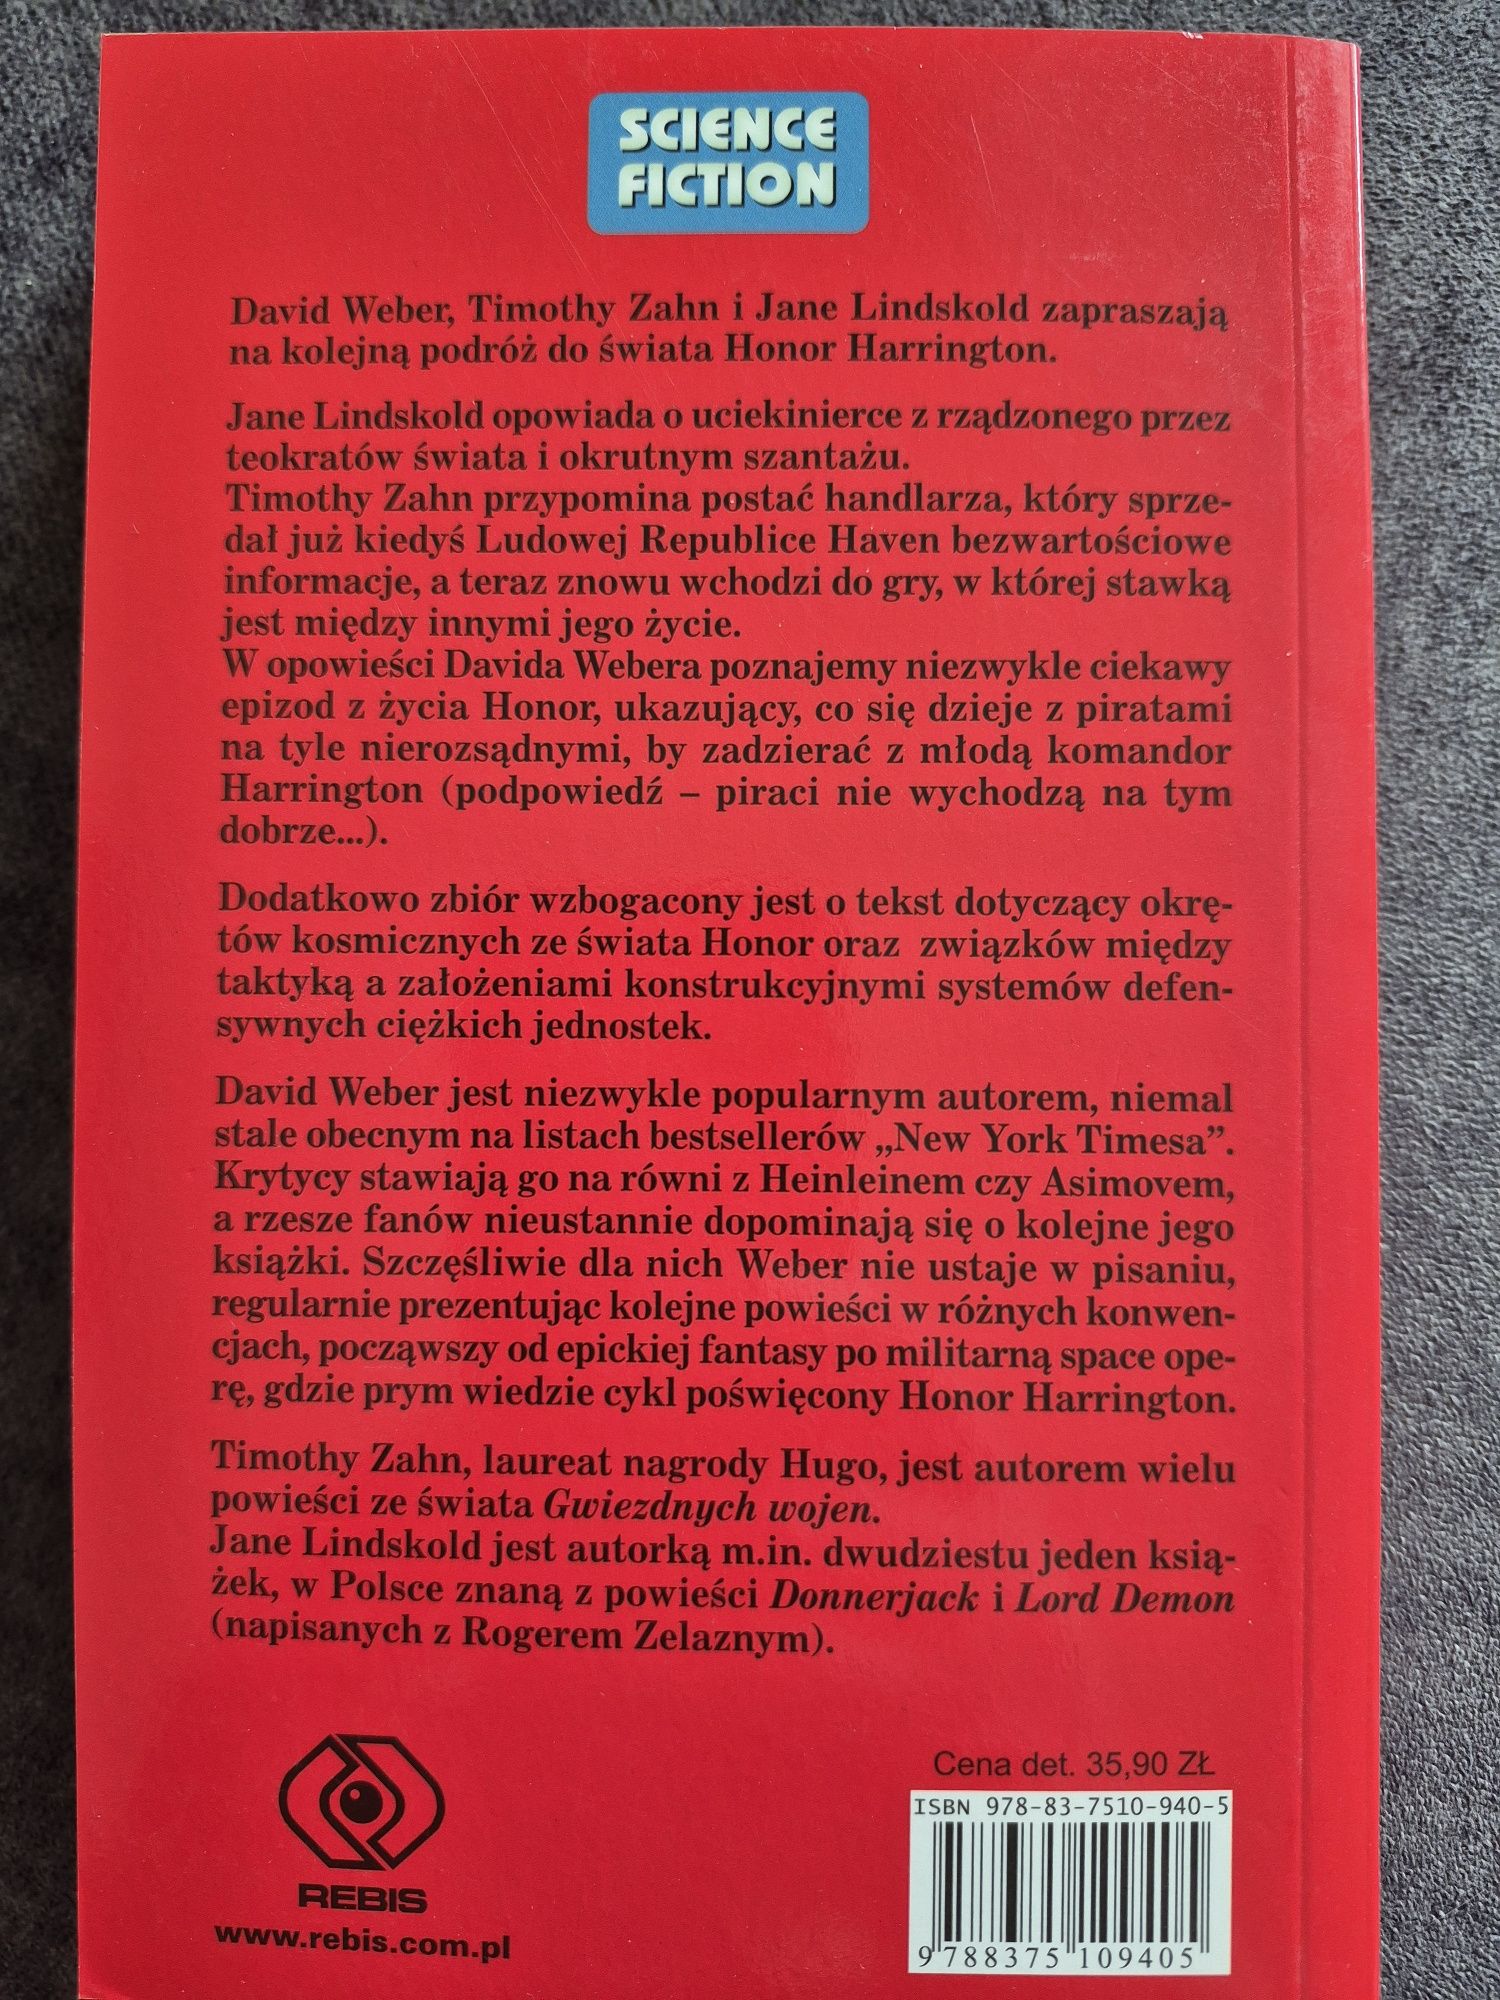 SCIENCE
FICTION
David Weber, Timothy Zahn i Jane Lindskold zapraszają
na kolejną podróż do świata Honor Harrington.
Jane Lindskold opowiada o uciekinierce z rządzonego przez
teokratów świata i okrutnym szantażu.
Timothy Zahn przypomina postać handlarza, który sprze-
dał już kiedyś Ludowej Republice Haven bezwartościowe
informacje, a teraz znowu wchodzi do gry, w której stawką
jest między innymi jego życie.
W opowieści Davida Webera poznajemy niezwykle ciekawy
epizod z życia Honor, ukazujący, co się dzieje z piratami
na tyle nierozsądnymi, by zadzierać z młodą komandor
Harrington (podpowiedź – piraci nie wychodzą na tym
dobrze...).
Dodatkowo zbiór wzbogacony jest o tekst dotyczący okrę-
tów kosmicznych ze świata Honor oraz związków między
taktyką a założeniami konstrukcyjnymi systemów defen-
sywnych ciężkich jednostek.
David Weber jest niezwykle popularnym autorem, niemal
stale obecnym na listach bestsellerów „New York Timesa”.
Krytycy stawiają go na równi z Heinleinem czy Asimovem,
a rzesze fanów nieustannie dopominają się o kolejne jego
książki. Szczęśliwie dla nich Weber nie ustaje w pisaniu,
regularnie prezentując kolejne powieści w różnych konwen-
cjach, począwszy od epickiej fantasy po militarną space ope-
rę, gdzie prym wiedzie cykl poświęcony Honor Harrington.
Timothy Zahn, laureat nagrody Hugo, jest autorem wielu
powieści ze świata Gwiezdnych wojen.
Jane Lindskold jest autorką m.in. dwudziestu jeden ksią-
żek, w Polsce znaną z powieści Donnerjack i Lord Demon
(napisanych z Rogerem Zelaznym).
REBIS
www.rebis.com.pl
Cena det. 35,90 ZŁ
ISBN 978-83-7510-940-5
9 788375 109405